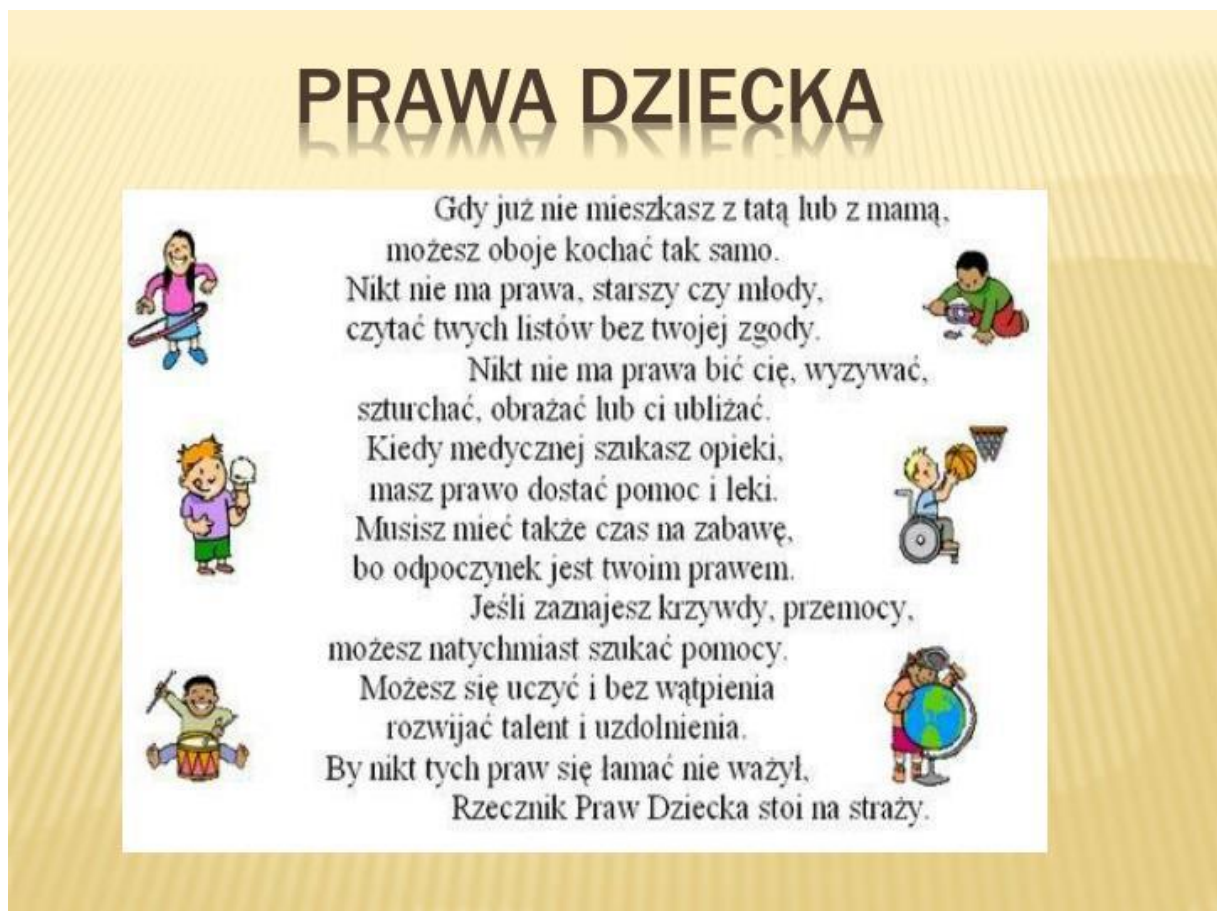 PRAWA DZIECKA
Gdy już nie mieszkasz z tatą lub z mamą,
możesz oboje kochać tak samo.
Nikt nie ma prawa, starszy czy młody,
czytać twych listów bez twojej zgody.
Nikt nie ma prawa bić cię, wyzywać,
szturchać, obrażać lub ci ubliżać.
Kiedy medycznej szukasz opieki,
masz prawo dostać pomoc i leki.
Musisz mieć także czas na zabawę,
bo odpoczynek jest twoim prawem.
Jeśli zaznajesz krzywdy, przemocy,
możesz natychmiast szukać pomocy.
Możesz się uczyć i bez wątpienia
rozwijać talent i uzdolnienia.
By nikt tych praw się łamać nie ważył,
Rzecznik Praw Dziecka stoi na straży.